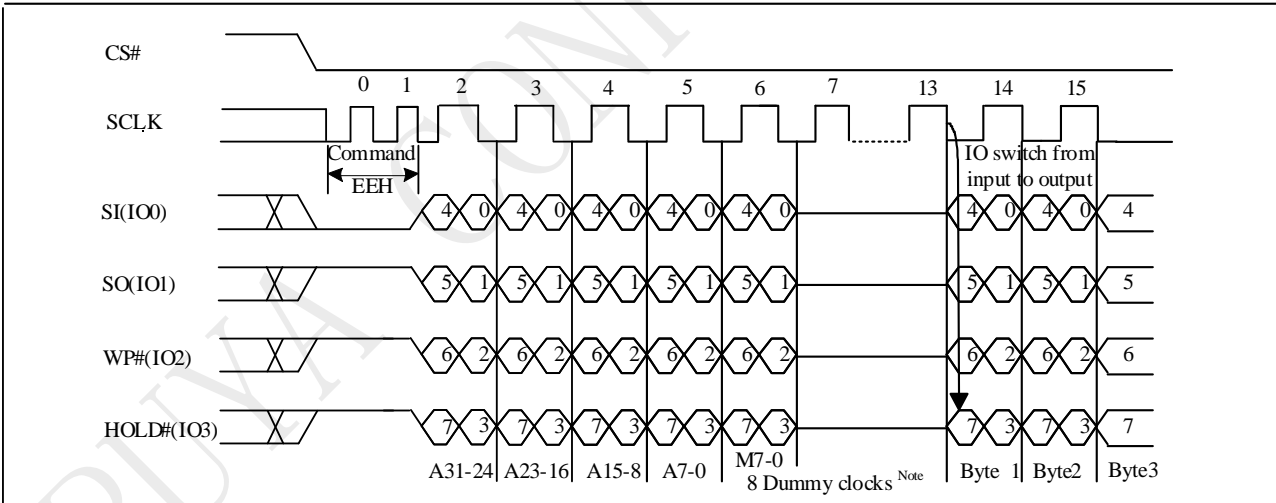 CS#
0 1 2 3 4 5 6 7 13 14 15
SCLK
Command
EEH
IO switch from
input to output
SI(IO0) 4 0 4 0 4 0 4 0 4 0 4 0 4 0 4
SO(IO1) 5 1 5 1 5 1 5 1 5 1 5 1 5 1 5
WP#(IO2) 6 2 6 2 6 2 6 2 6 2 6 2 6 2 6
HOLD#(IO3) 7 3 7 3 7 3 7 3 7 3 7 3 7 3 7
A31-24 A23-16 A15-8 A7-0 M7-0 Byte 1 Byte2 Byte3
8 Dummy clocks Note
PUYA CON